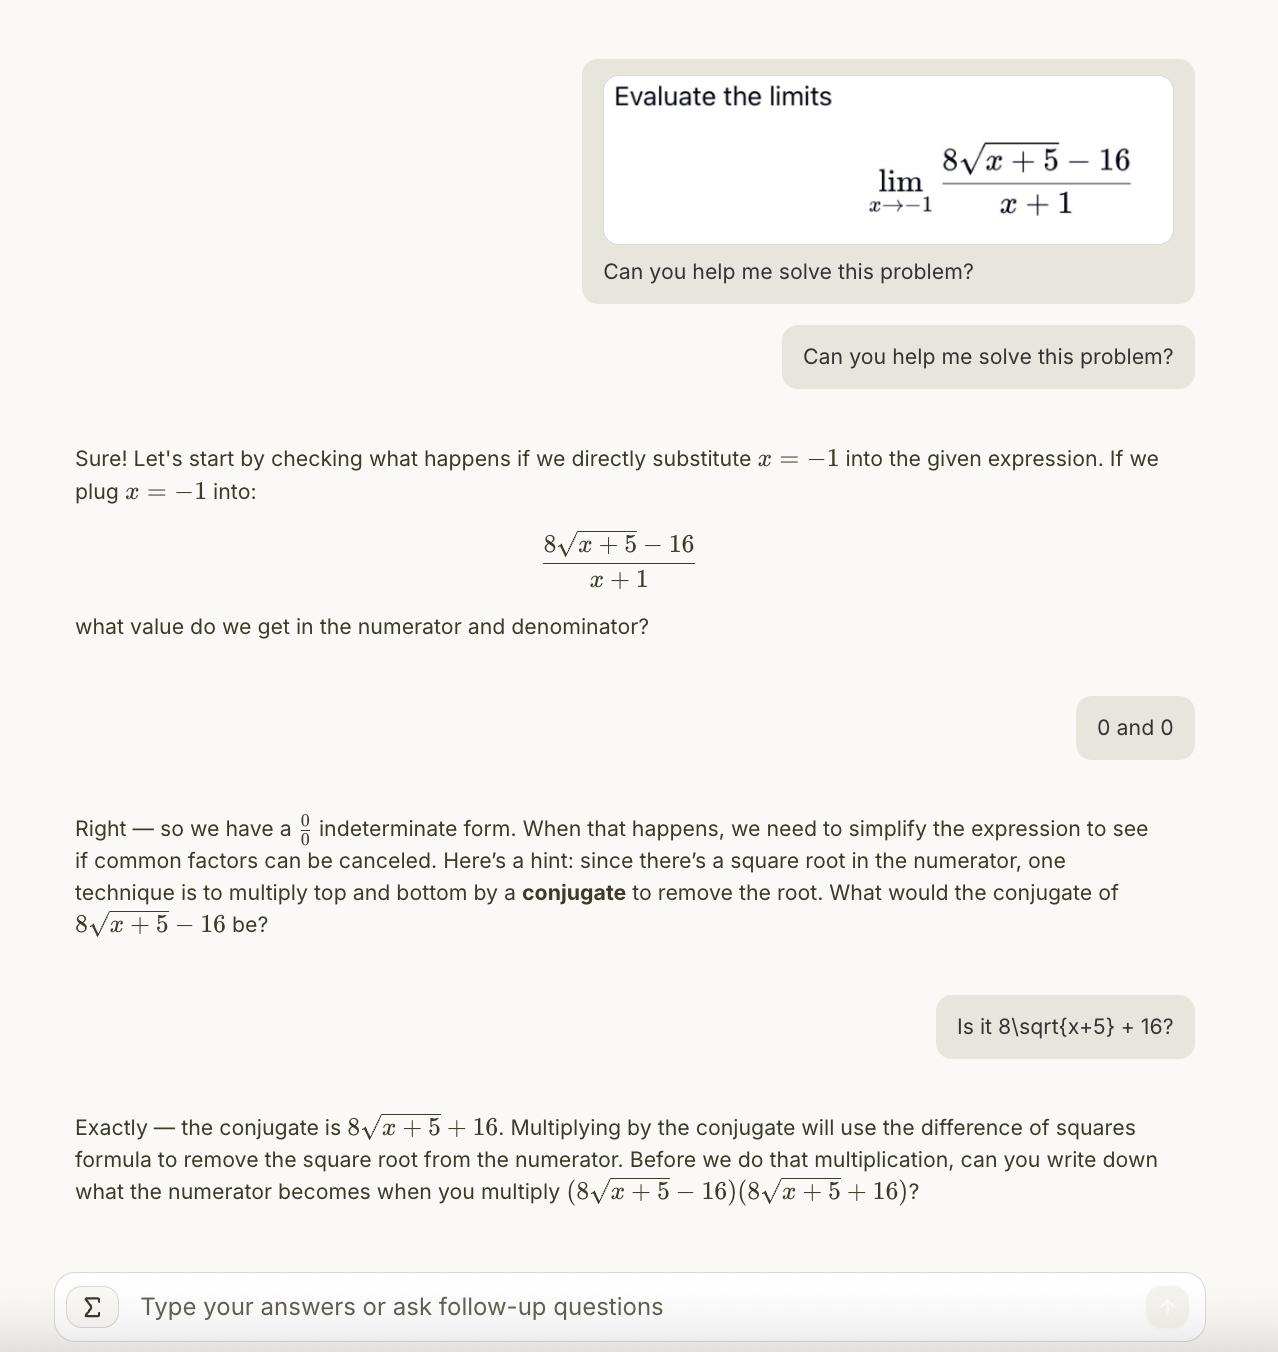 Evaluate the limits
\lim_{x \to -1} \frac{8\sqrt{x+5} - 16}{x+1}
Can you help me solve this problem?
Can you help me solve this problem?
Sure! Let's start by checking what happens if we directly substitute x = −1 into the given expression. If we
plug x = −1 into:
\frac{8\sqrt{x+5} - 16}{x+1}
what value do we get in the numerator and denominator?
0 and 0
Right — so we have a \frac{0}{0} indeterminate form. When that happens, we need to simplify the expression to see
if common factors can be canceled. Here’s a hint: since there’s a square root in the numerator, one
technique is to multiply top and bottom by a conjugate to remove the root. What would the conjugate of
8\sqrt{x+5} − 16 be?
Is it 8\sqrt{x+5} + 16?
Exactly — the conjugate is 8\sqrt{x+5} + 16. Multiplying by the conjugate will use the difference of squares
formula to remove the square root from the numerator. Before we do that multiplication, can you write down
what the numerator becomes when you multiply (8\sqrt{x+5} − 16)(8\sqrt{x+5} + 16)?
Σ Type your answers or ask follow-up questions